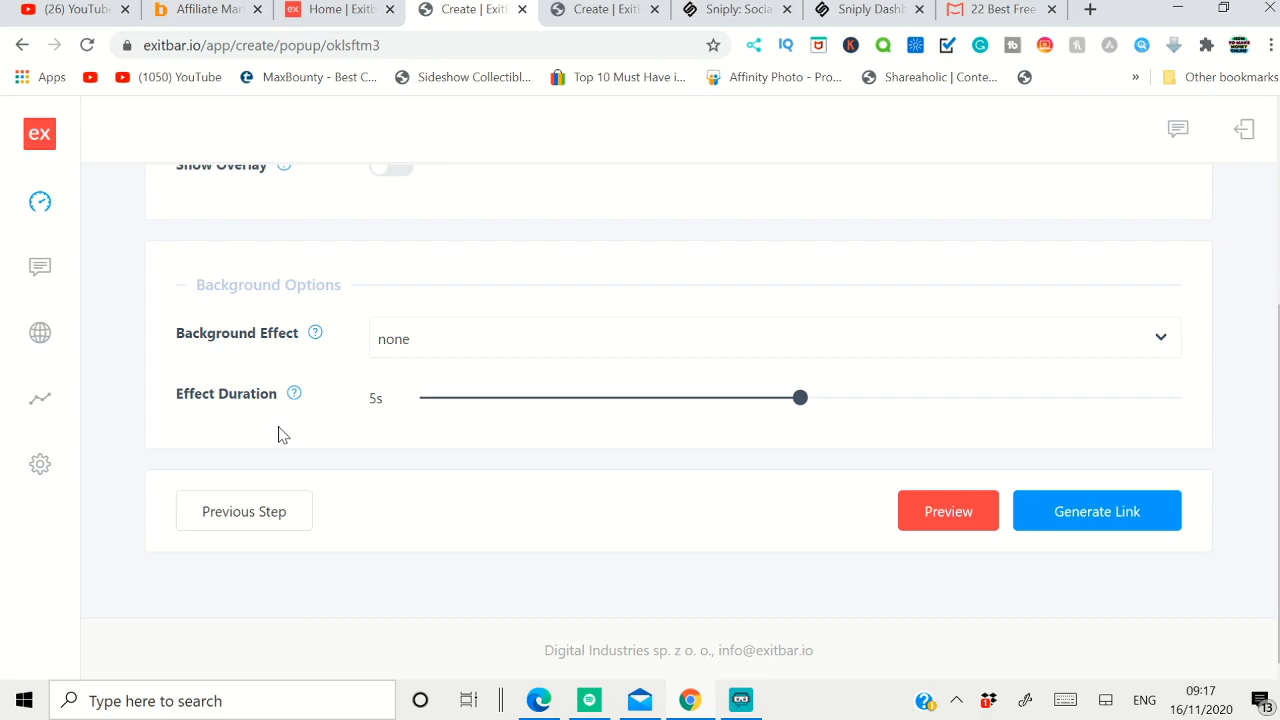 (26) YouTube
Affiliate Mar
Home | Exitb
Create | Exit
Create | Exitl
Sniply: Socia
Sniply Dashb
22 Best Free
exitbar.io/app/create/popup/oklsftm3
Apps
(1050) YouTube
MaxBounty - Best C...
Sideshow Collectibl...
Top 10 Must Have i...
Affinity Photo - Pro...
Shareaholic | Conte...
»
Other bookmarks
ex
Show Overlay
Background Options
Background Effect ?
none
Effect Duration ?
5s
Previous Step
Preview
Generate Link
Digital Industries sp. z o. o., info@exitbar.io
Type here to search
ENG
09:17
16/11/2020
13